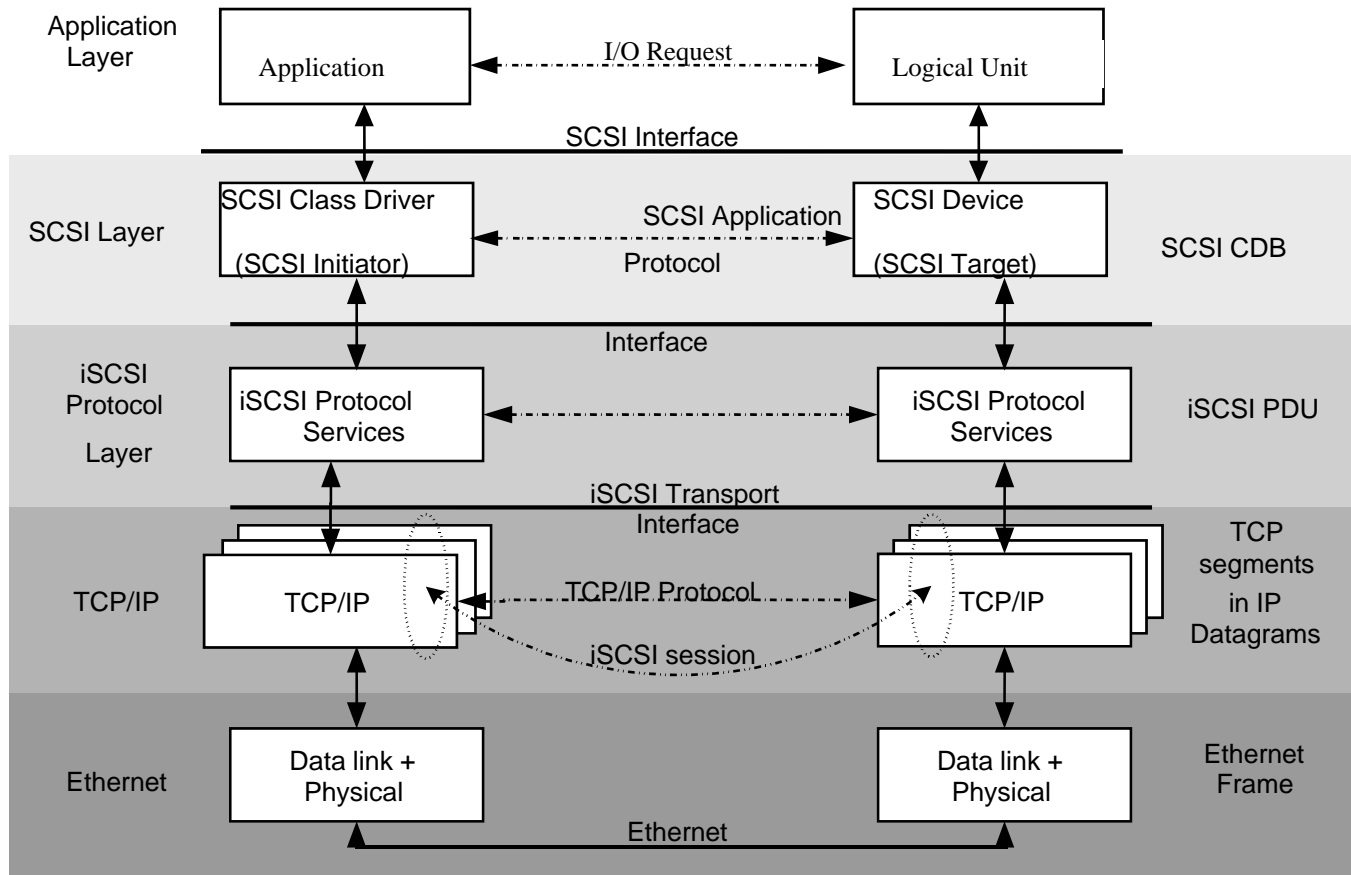 Application
Layer
Application
I/O Request
Logical Unit
SCSI Interface
SCSI Layer
SCSI Class Driver
(SCSI Initiator)
SCSI Application
Protocol
SCSI Device
(SCSI Target)
SCSI CDB
Interface
iSCSI
Protocol
Layer
iSCSI Protocol
Services
iSCSI Protocol
Services
iSCSI PDU
iSCSI Transport
Interface
TCP/IP
TCP/IP
TCP/IP Protocol
iSCSI session
TCP/IP
TCP
segments
in IP
Datagrams
Ethernet
Data link +
Physical
Ethernet
Data link +
Physical
Ethernet
Frame